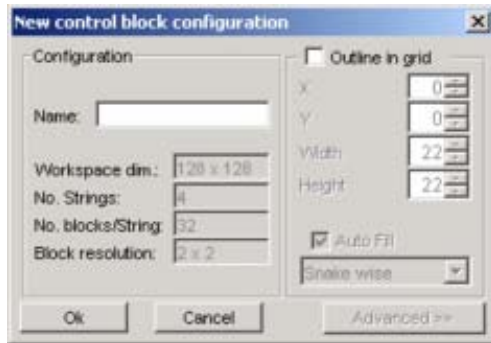 New control block configuration
Configuration
Name:
Workspace dim.: 128 x 128
No. Strings: 4
No. blocks/String: 32
Block resolution: 2 x 2
Outline in grid
X 0
Y 0
Width 22
Height 22
Auto Fill
Snake wise
Ok
Cancel
Advanced >>